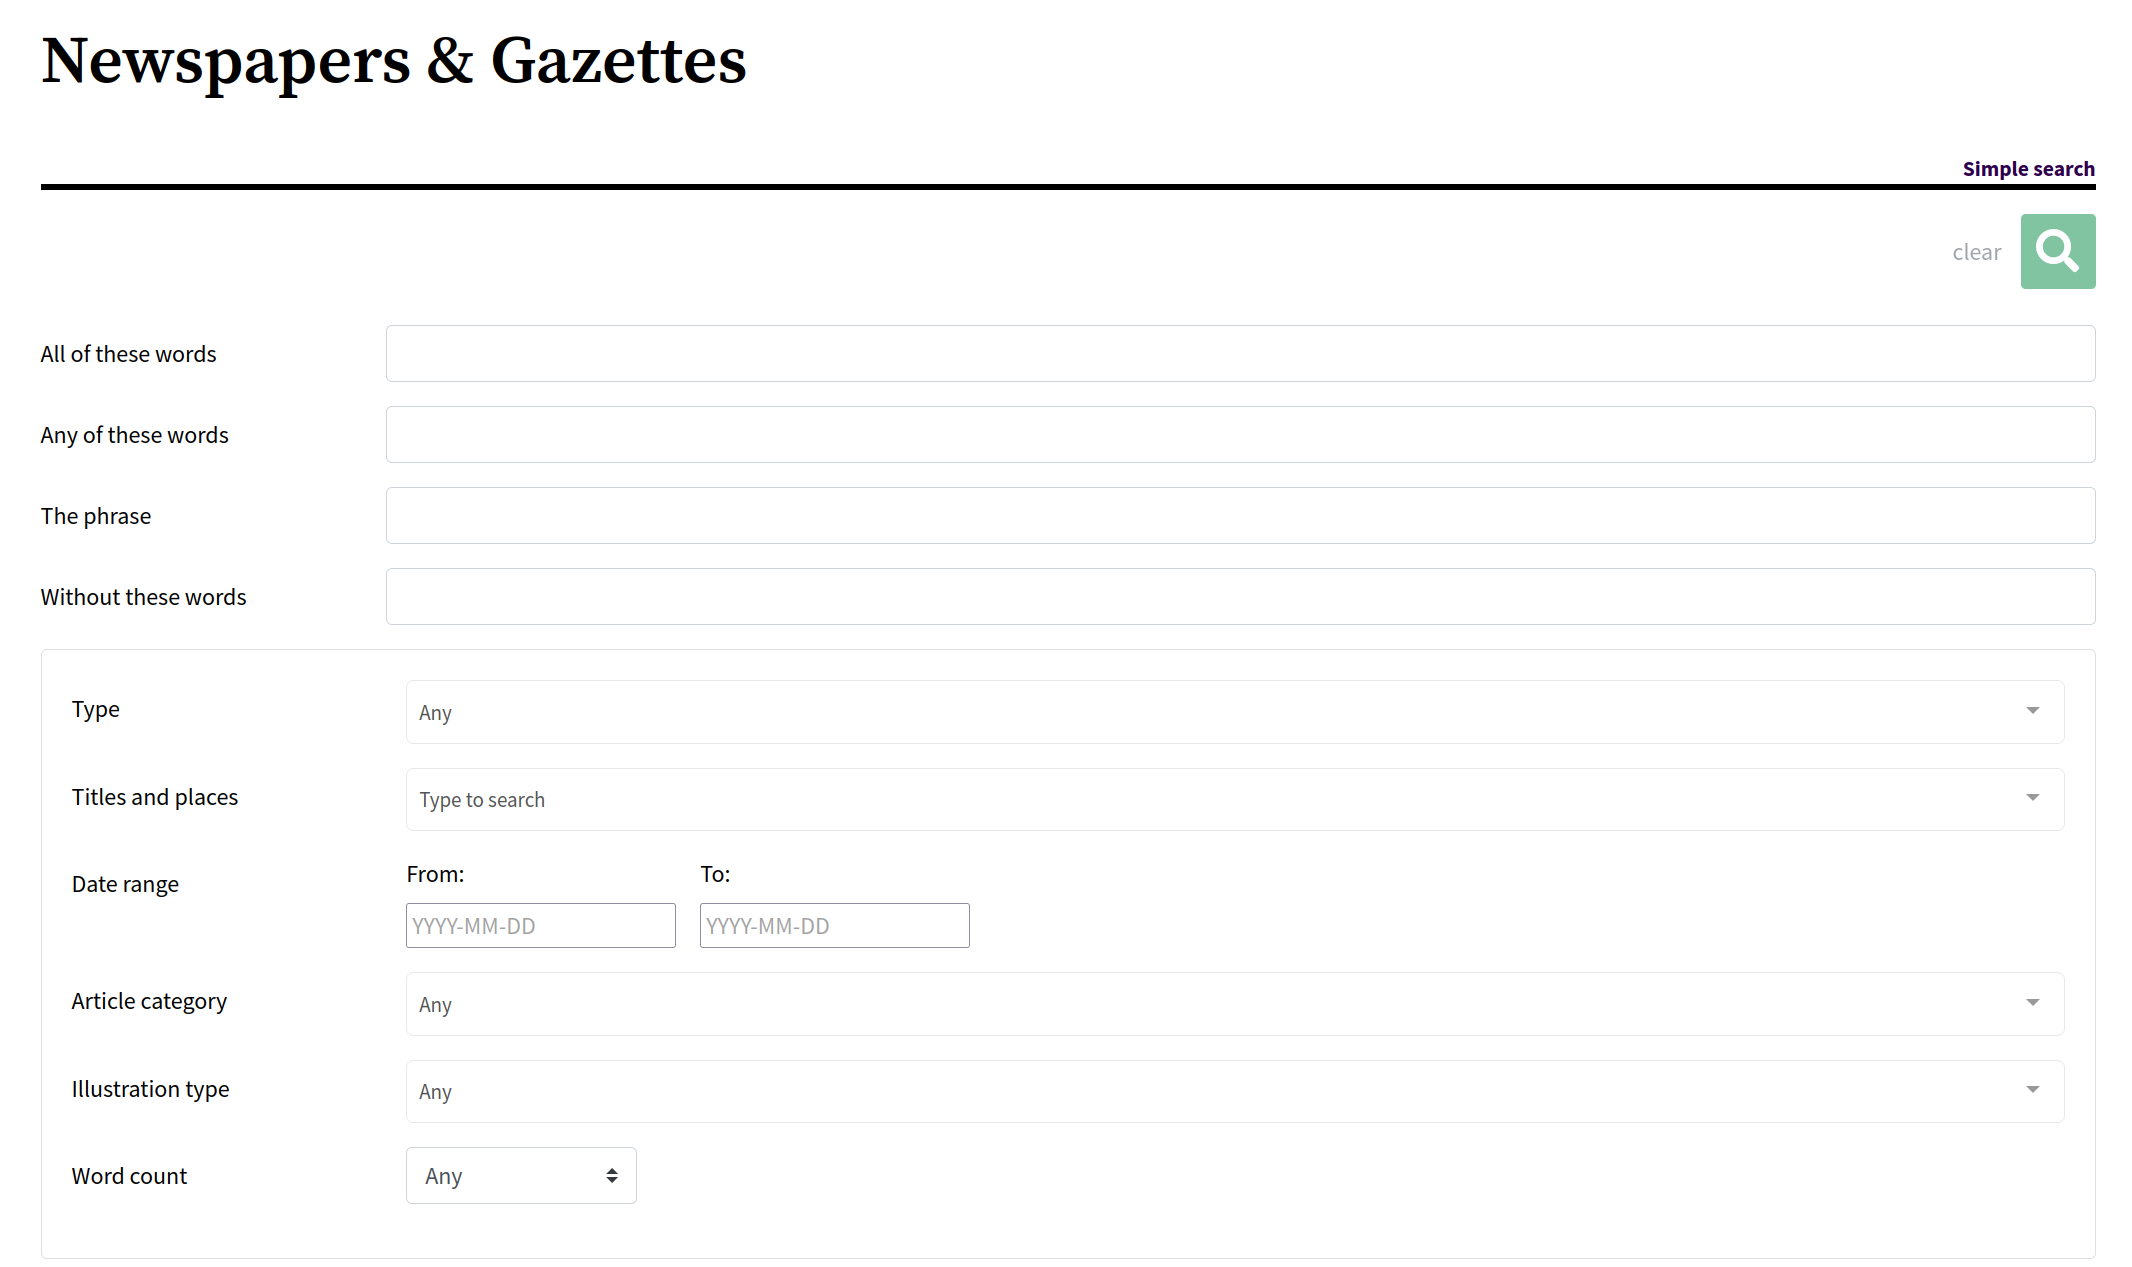 Newspapers & Gazettes
Simple search
clear
All of these words
Any of these words
The phrase
Without these words
Type
Any
Titles and places
Type to search
Date range
From:
To:
YYYY-MM-DD
YYYY-MM-DD
Article category
Any
Illustration type
Any
Word count
Any